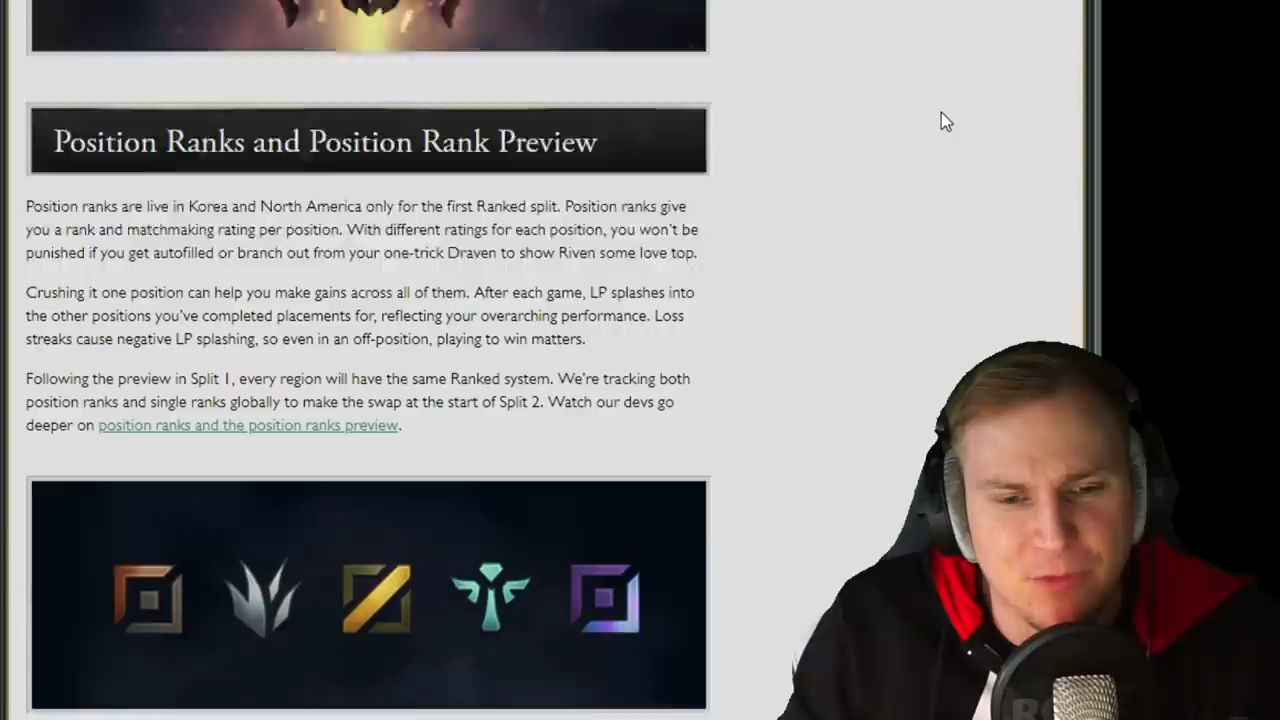 Position Ranks and Position Rank Preview
Position ranks are live in Korea and North America only for the first Ranked split. Position ranks give
you a rank and matchmaking rating per position. With different ratings for each position, you won't be
punished if you get autofilled or branch out from your one-trick Draven to show Riven some love top.
Crushing it one position can help you make gains across all of them. After each game, LP splashes into
the other positions you've completed placements for, reflecting your overarching performance. Loss
streaks cause negative LP splashing, so even in an off-position, playing to win matters.
Following the preview in Split 1, every region will have the same Ranked system. We're tracking both
position ranks and single ranks globally to make the swap at the start of Split 2. Watch our devs go
deeper on position ranks and the position ranks preview.